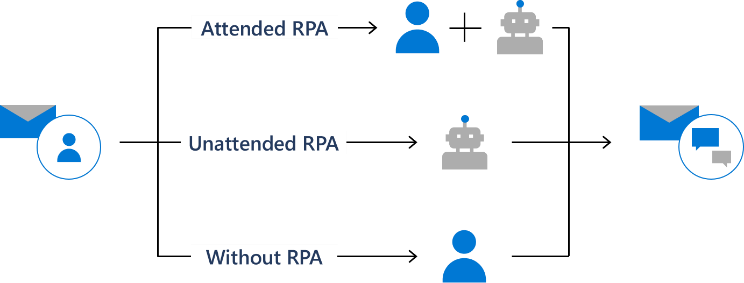 Attended RPA
Unattended RPA
Without RPA